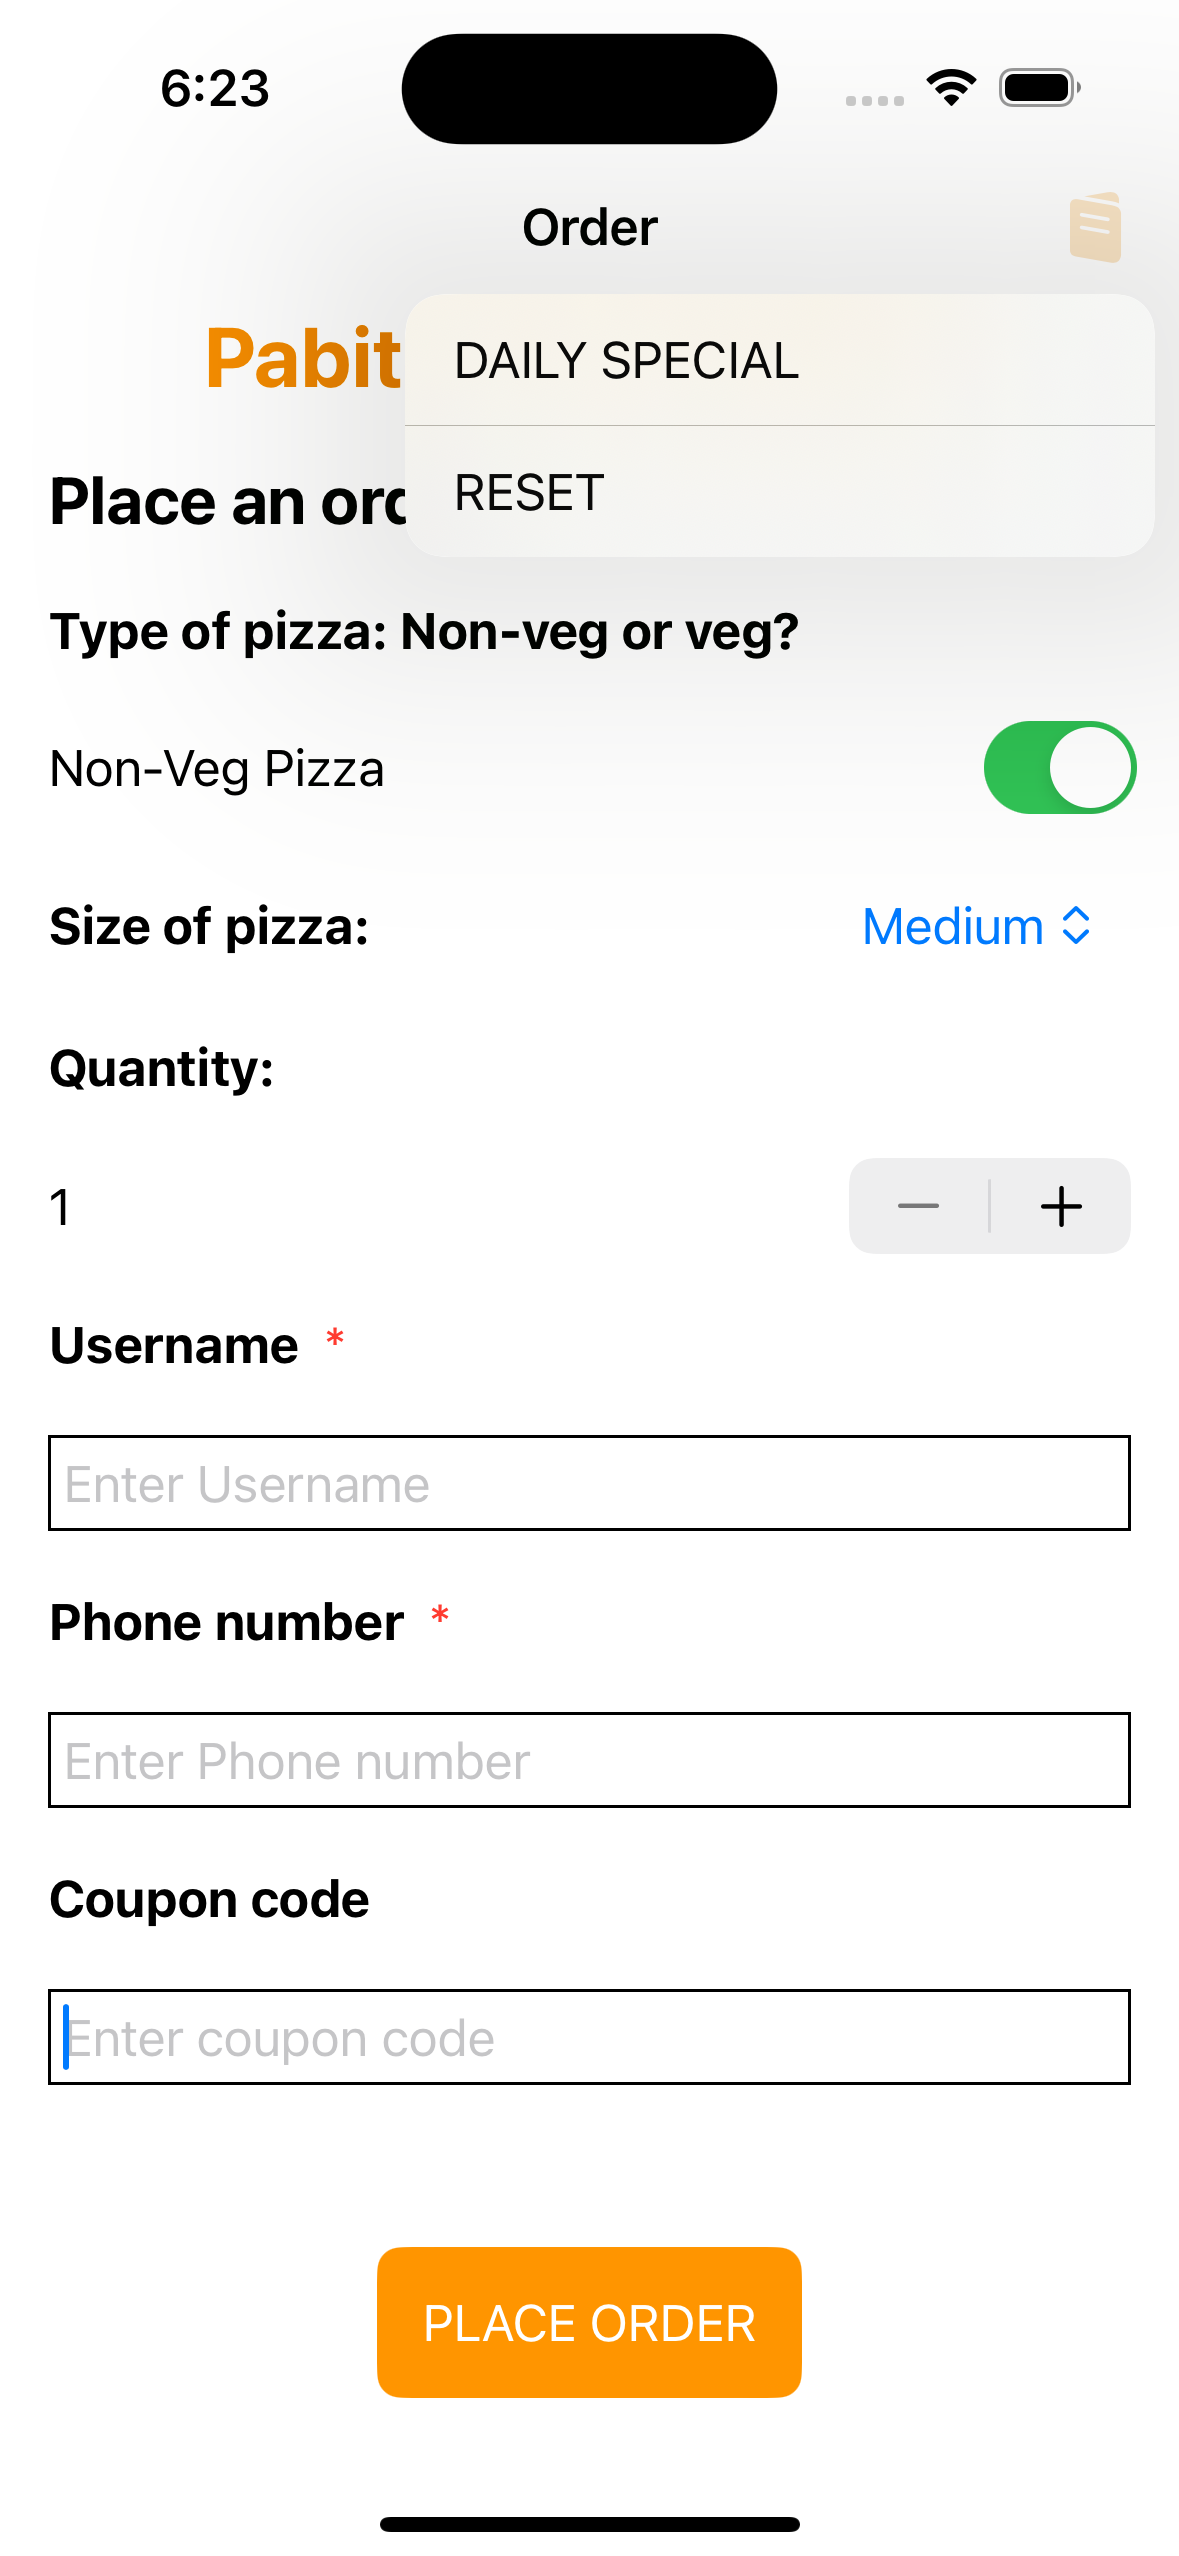 6:23
Order
DAILY SPECIAL
Pabit
RESET
Place an ord
Type of pizza: Non-veg or veg?
Non-Veg Pizza
Size of pizza:
Medium
Quantity:
1
Username *
Enter Username
Phone number *
Enter Phone number
Coupon code
Enter coupon code
PLACE ORDER